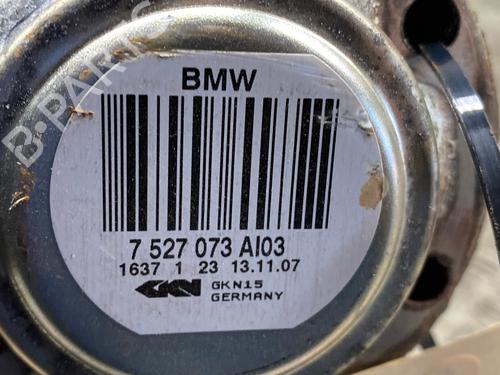 BMW
7 527 073 AI03
1637 1 23 13.11.07
GKN GKN15
GERMANY
B-PARTS